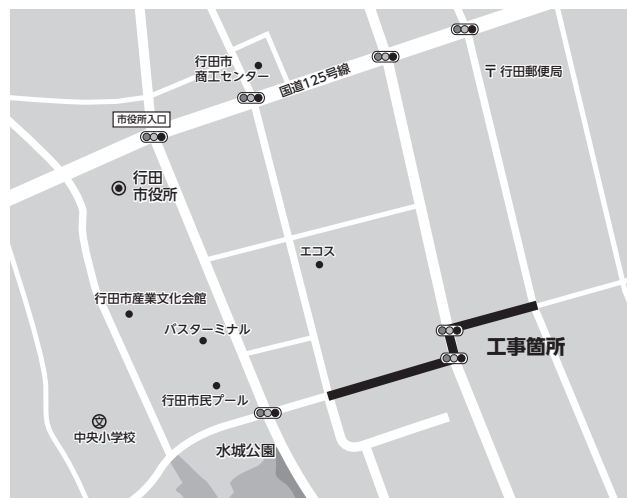 行田市
商工センター
国道125号線
〒 行田郵便局
市役所入口
行田
市役所
エコス
行田市産業文化会館
バスターミナル
工事箇所
行田市民プール
文
中央小学校
水城公園